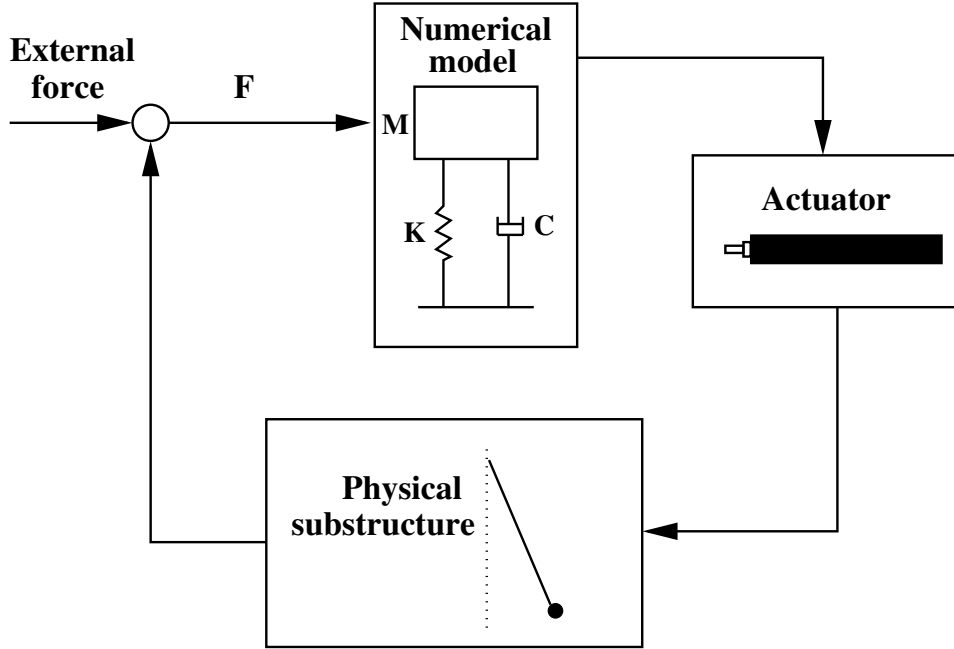 External
force
F
Numerical
model
M
K
C
Actuator
Physical
substructure